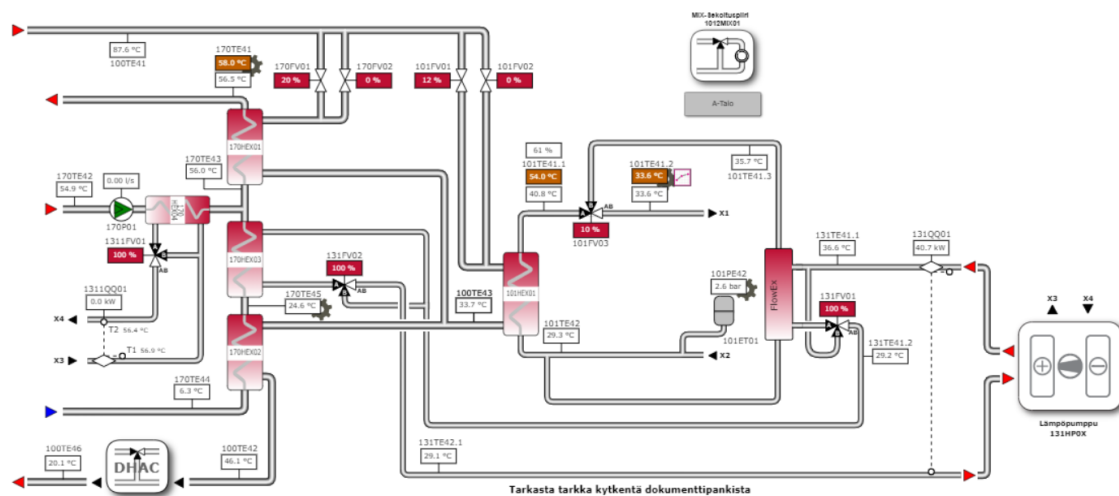 MIX-Sekoituspiiri
1012MIX01
A-Talo
87.6 °C
100TE41
170TE41
58.0 °C
56.5 °C
170FV01
20 %
170FV02
0 %
101FV01
12 %
101FV02
0 %
170HEX01
170TE43
56.0 °C
170TE42
54.9 °C
0.00 l/s
170P01
1311FV01
100 %
A
B
AB
1311QQ01
0.0 kW
X4
T2 56.4 °C
X3
T1 56.9 °C
170HEX03
131FV02
100 %
A
B
AB
170TE45
24.6 °C
170HEX02
170TE44
6.3 °C
100TE46
20.1 °C
DHAC
100TE42
46.1 °C
61 %
101TE41.1
54.0 °C
40.8 °C
101TE41.2
33.6 °C
33.6 °C
X1
A
B
AB
10 %
101FV03
35.7 °C
101TE41.3
100TE43
33.7 °C
101HEX01
101TE42
29.3 °C
101PE42
2.6 bar
101ET01
X2
FlowEx
131TE41.1
36.6 °C
131QQ01
40.7 kW
131FV01
100 %
A
B
AB
131TE41.2
29.2 °C
131TE42.1
29.1 °C
X3
X4
Lämpöpumppu
131HP0X
Tarkasta tarkka kytkentä dokumenttipankista